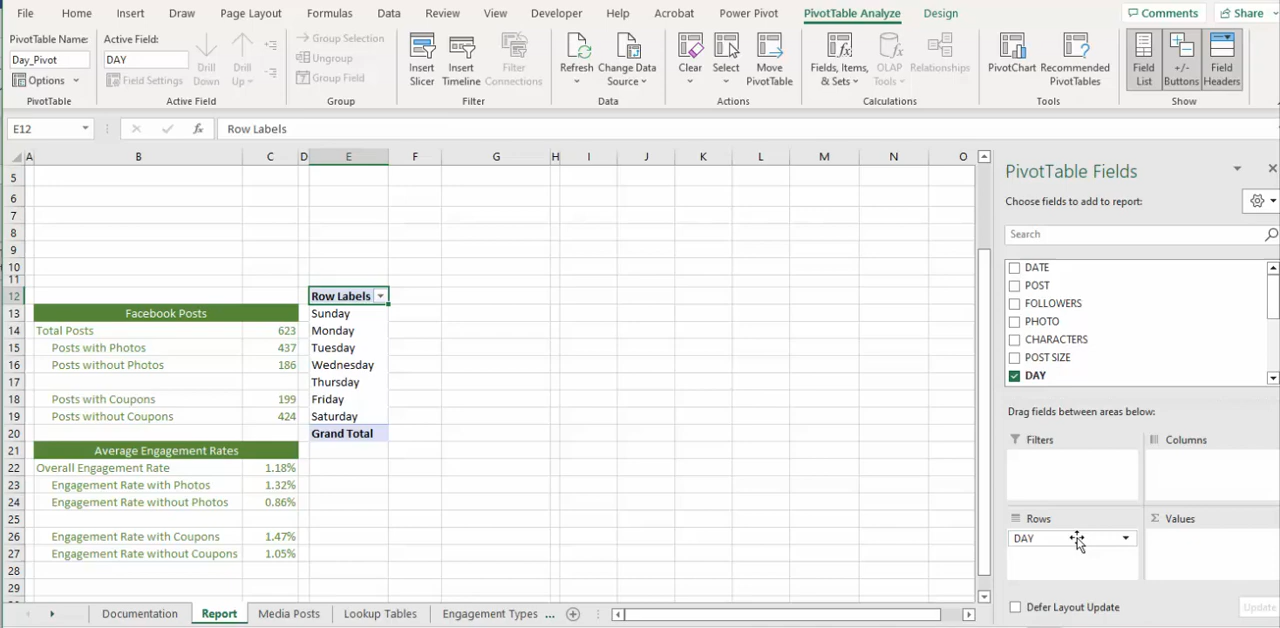 File Home Insert Draw Page Layout Formulas Data Review View Developer Help Acrobat Power Pivot PivotTable Analyze Design Comments Share
PivotTable Name:
Day_Pivot
Options
PivotTable
Active Field:
DAY
Field Settings
Drill Down
Drill Up
Active Field
Group Selection
Ungroup
Group Field
Group
Insert Slicer
Insert Timeline
Filter Connections
Filter
Refresh
Change Data Source
Data
Clear
Select
Move PivotTable
Actions
Fields, Items, & Sets
OLAP Tools
Relationships
Calculations
PivotChart
Recommended PivotTables
Tools
Field List
+/- Buttons
Field Headers
Show
E12 fx Row Labels
A B C D E F G H I J K L M N O
5
6
7
8
9
10
11
12 Row Labels
13 Facebook Posts Sunday
14 Total Posts 623 Monday
15 Posts with Photos 437 Tuesday
16 Posts without Photos 186 Wednesday
17 Thursday
18 Posts with Coupons 199 Friday
19 Posts without Coupons 424 Saturday
20 Grand Total
21 Average Engagement Rates
22 Overall Engagement Rate 1.18%
23 Engagement Rate with Photos 1.32%
24 Engagement Rate without Photos 0.86%
25
26 Engagement Rate with Coupons 1.47%
27 Engagement Rate without Coupons 1.05%
28
29
Documentation Report Media Posts Lookup Tables Engagement Types ...
PivotTable Fields
Choose fields to add to report:
Search
DATE
POST
FOLLOWERS
PHOTO
CHARACTERS
POST SIZE
DAY
Drag fields between areas below:
Filters
Columns
Rows
Σ Values
DAY
Defer Layout Update
Update